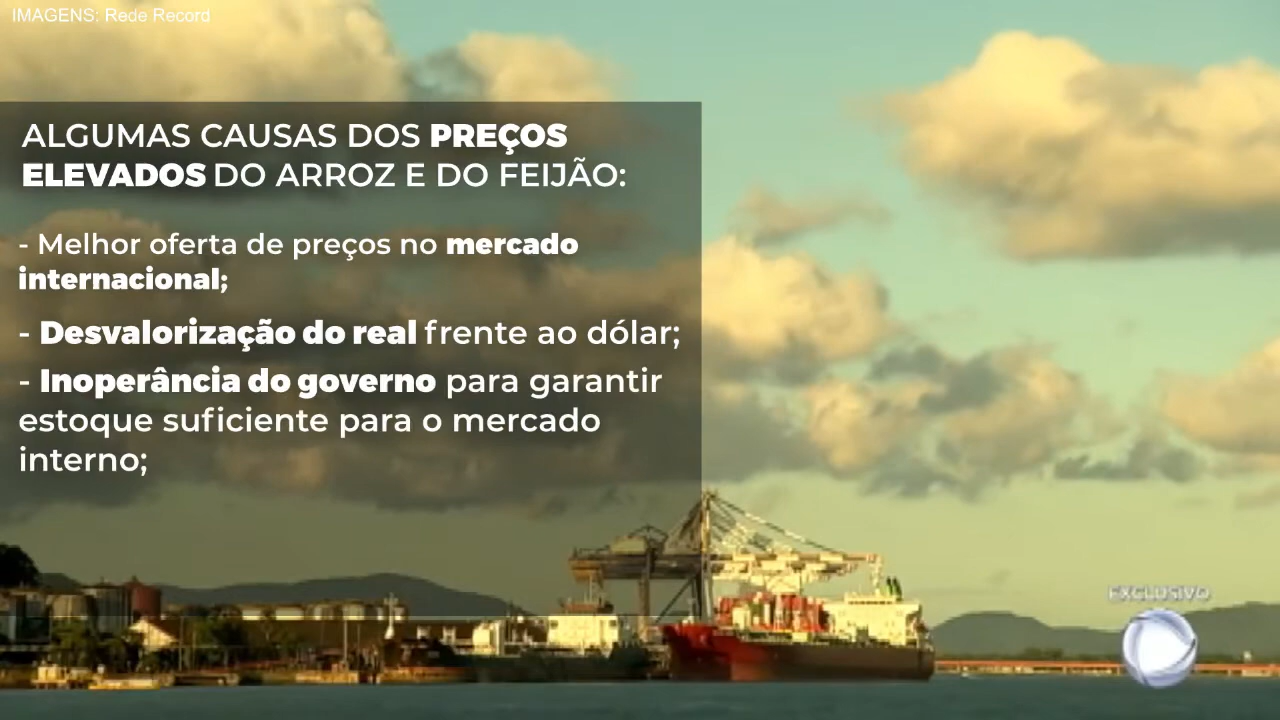 IMAGENS: Rede Record
ALGUMAS CAUSAS DOS PREÇOS
ELEVADOS DO ARROZ E DO FEIJÃO:
- Melhor oferta de preços no mercado
internacional;
- Desvalorização do real frente ao dólar;
- Inoperância do governo para garantir
estoque suficiente para o mercado
interno;
EXCLUSIVO